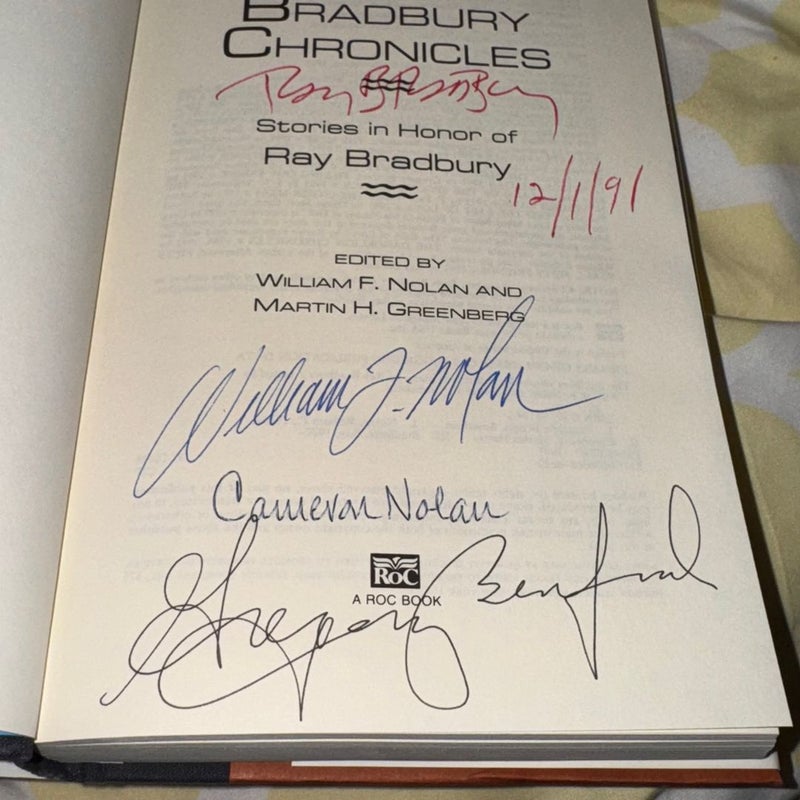 BRADBURY
CHRONICLES
Ray Bradbury
Stories in Honor of
Ray Bradbury
12/1/91
EDITED BY
WILLIAM F. NOLAN AND
MARTIN H. GREENBERG
William F. Nolan
Cameron Nolan
Gregory Benford
ROC
A ROC BOOK